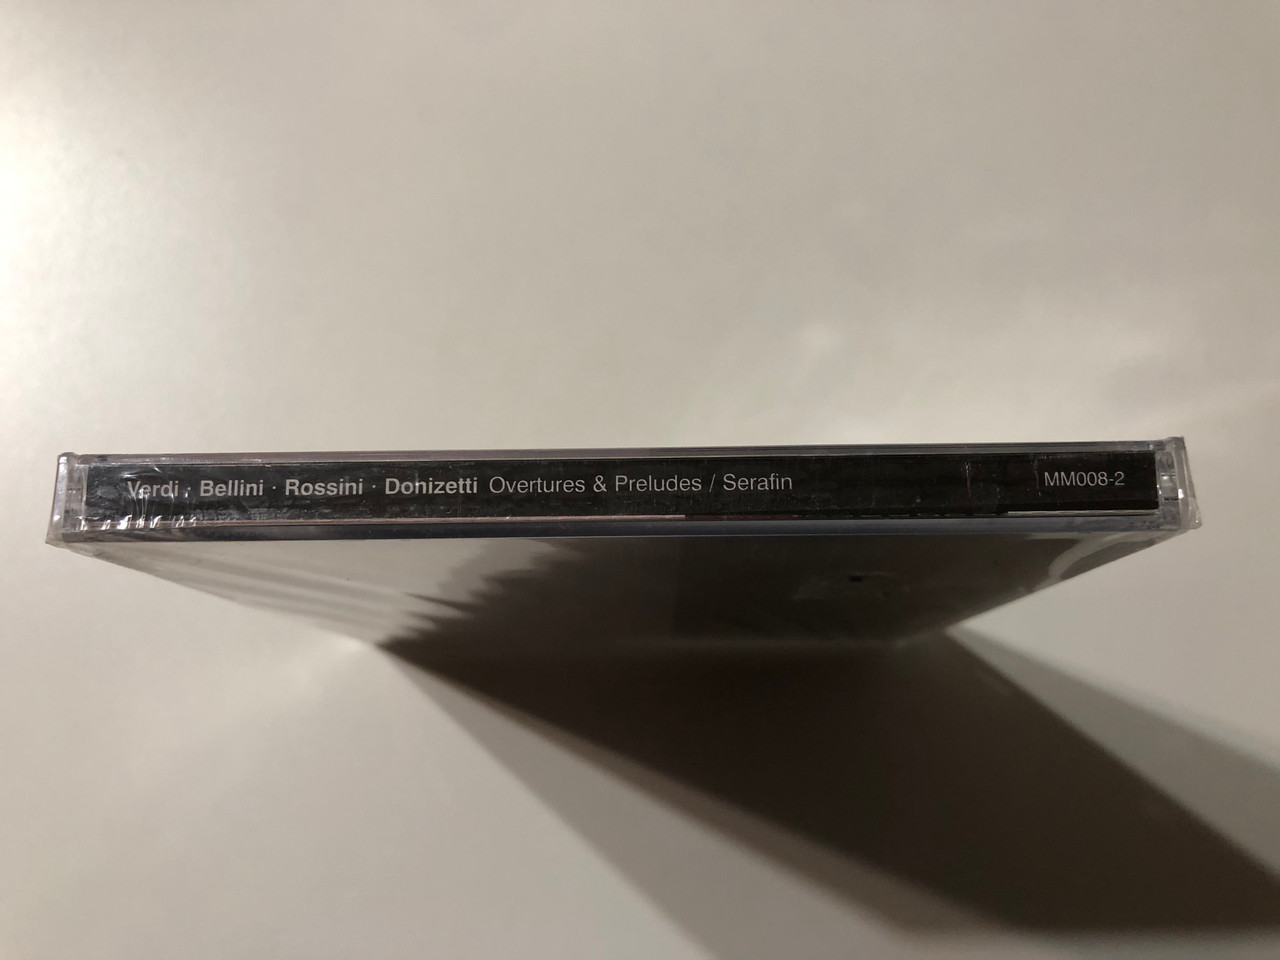 Verdi · Bellini · Rossini · Donizetti Overtures & Preludes / Serafin MM008-2